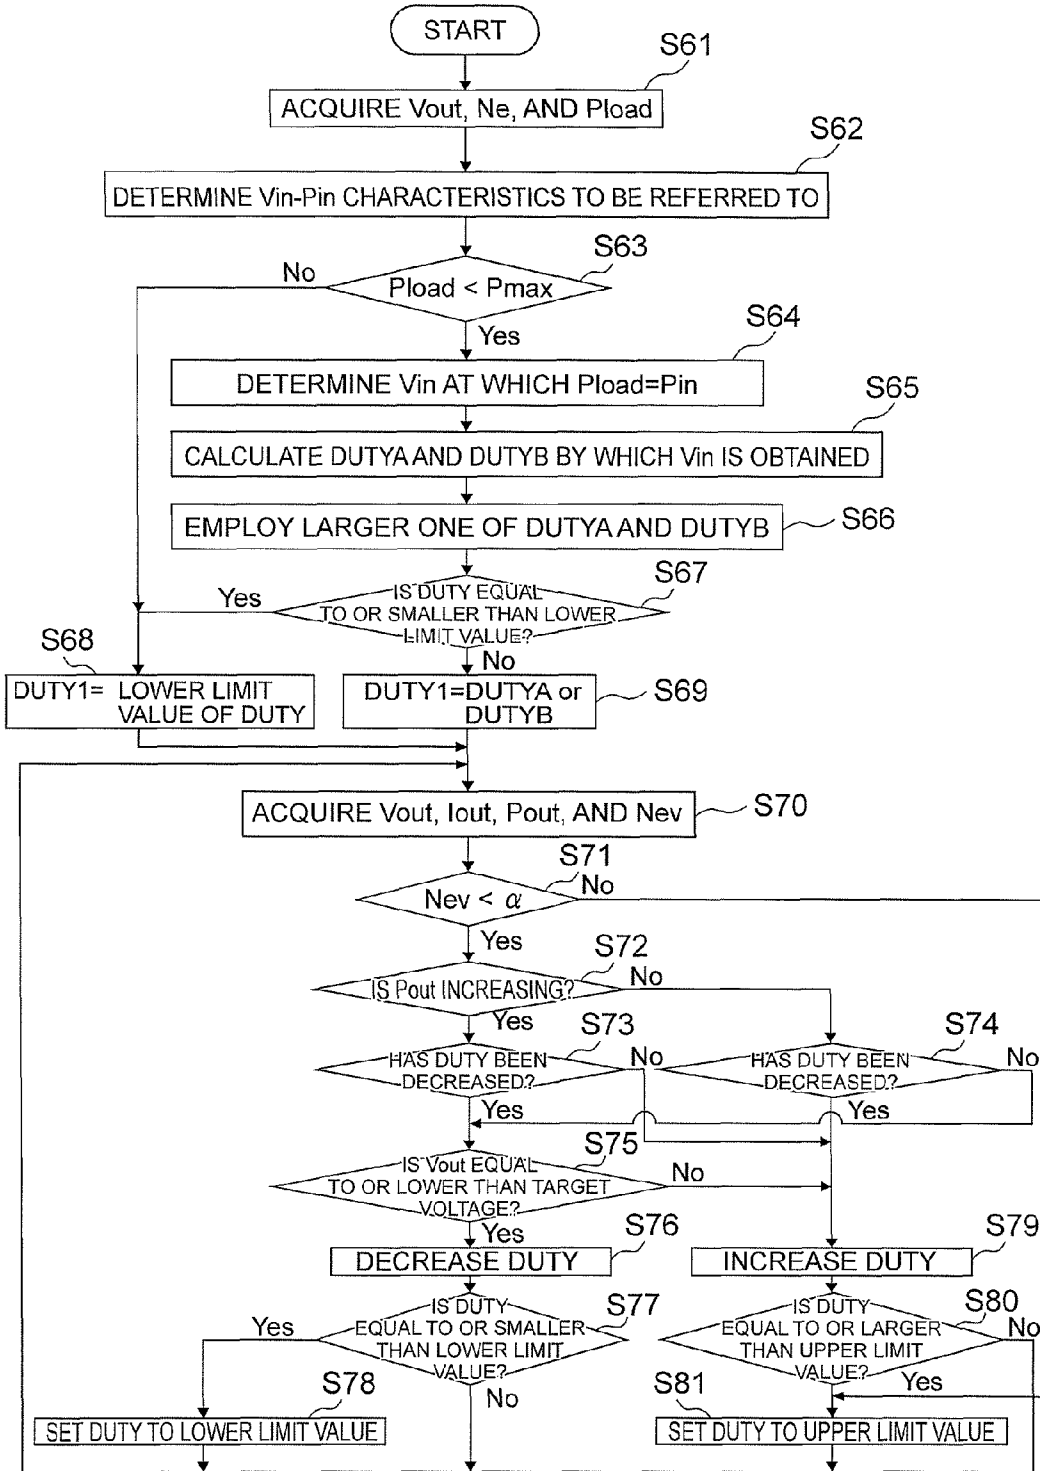 START
S61
ACQUIRE Vout, Ne, AND Pload
S62
DETERMINE Vin-Pin CHARACTERISTICS TO BE REFERRED TO
S63
No
Pload < Pmax
Yes
S64
DETERMINE Vin AT WHICH Pload=Pin
S65
CALCULATE DUTYA AND DUTYB BY WHICH Vin IS OBTAINED
EMPLOY LARGER ONE OF DUTYA AND DUTYB
S66
S67
Yes
IS DUTY EQUAL
TO OR SMALLER THAN LOWER
LIMIT VALUE?
No
S68
DUTY1= LOWER LIMIT
VALUE OF DUTY
DUTY1=DUTYA or
DUTYB
S69
ACQUIRE Vout, Iout, Pout, AND Nev
S70
S71
Nev < α
No
Yes
S72
IS Pout INCREASING?
No
Yes
S73
HAS DUTY BEEN
DECREASED?
No
Yes
S74
HAS DUTY BEEN
DECREASED?
No
Yes
S75
IS Vout EQUAL
TO OR LOWER THAN TARGET
VOLTAGE?
No
Yes
S76
DECREASE DUTY
S79
INCREASE DUTY
S77
Yes
IS DUTY
EQUAL TO OR SMALLER
THAN LOWER LIMIT
VALUE?
No
S80
IS DUTY
EQUAL TO OR LARGER
THAN UPPER LIMIT
VALUE?
No
Yes
S78
SET DUTY TO LOWER LIMIT VALUE
S81
SET DUTY TO UPPER LIMIT VALUE